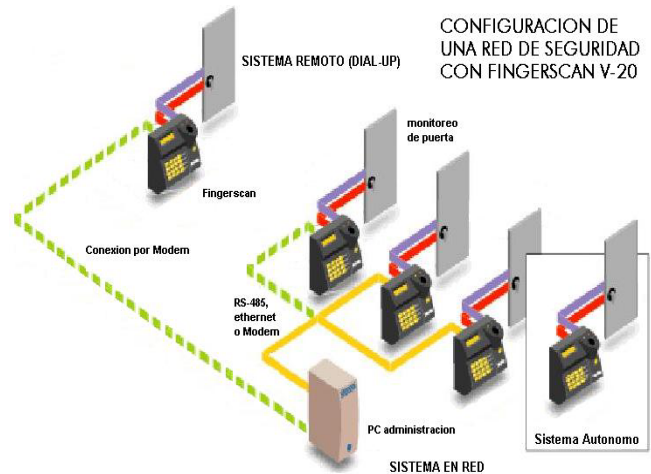 CONFIGURACION DE
UNA RED DE SEGURIDAD
CON FINGERSCAN V-20
SISTEMA REMOTO (DIAL-UP)
monitoreo
de puerta
Fingerscan
Conexion por Modem
RS-485,
ethernet
o Modem
PC administracion
Sistema Autonomo
SISTEMA EN RED